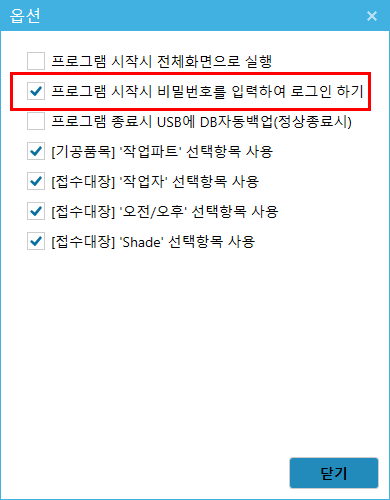 옵션
프로그램 시작시 전체화면으로 실행
프로그램 시작시 비밀번호를 입력하여 로그인 하기
프로그램 종료시 USB에 DB자동백업(정상종료시)
[기공품목] '작업파트' 선택항목 사용
[접수대장] '작업자' 선택항목 사용
[접수대장] '오전/오후' 선택항목 사용
[접수대장] 'Shade' 선택항목 사용
닫기